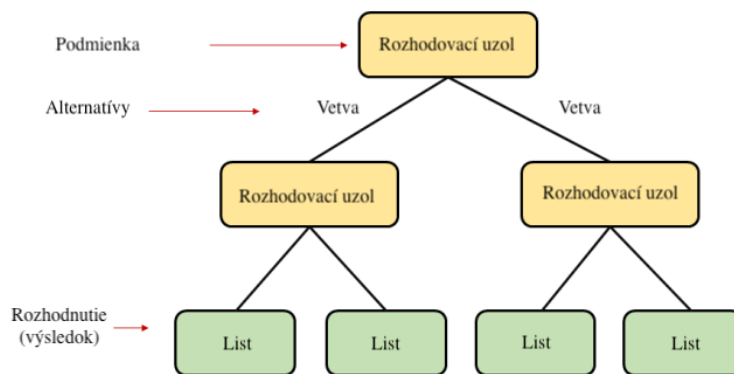 Podmienka
Rozhodovací uzol
Alternatívy
Vetva
Vetva
Rozhodovací uzol
Rozhodovací uzol
Rozhodnutie
(výsledok)
List
List
List
List